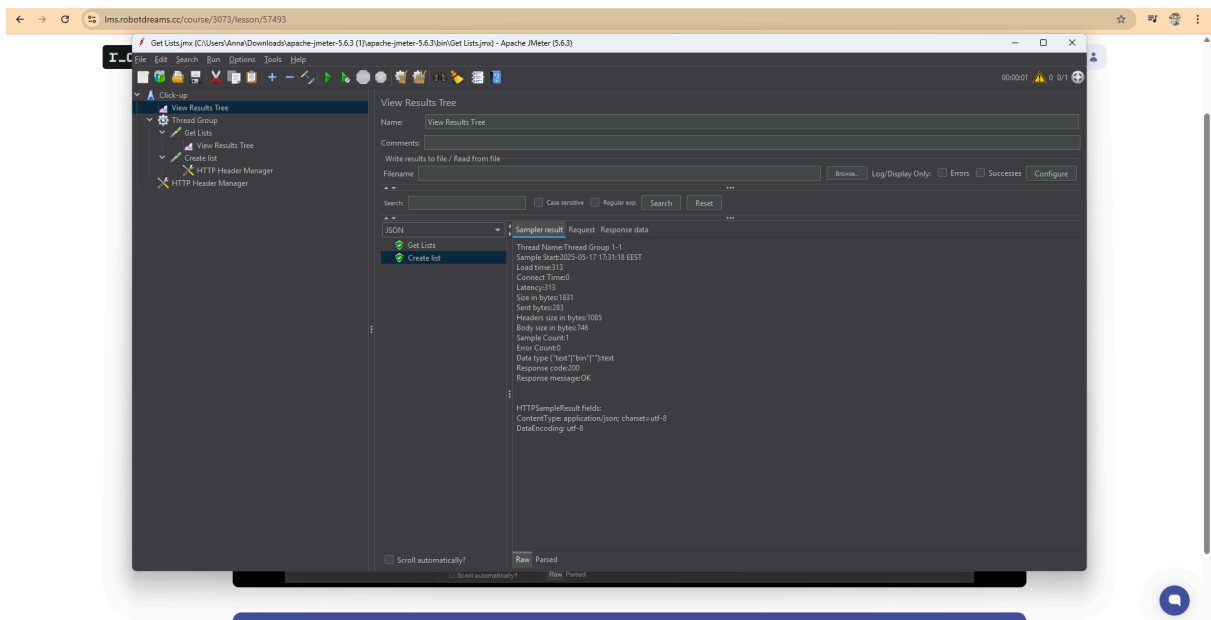 lms.robotdreams.cc/course/3073/lesson/57493
Get Lists.jmx (C:\Users\Anna\Downloads\apache-jmeter-5.6.3 (1)\apache-jmeter-5.6.3\bin\Get Lists.jmx) - Apache JMeter (5.6.3)
File Edit Search Run Options Tools Help
00:00:01 0 0/1
Click-up
View Results Tree
Thread Group
Get Lists
View Results Tree
Create list
HTTP Header Manager
HTTP Header Manager
View Results Tree
Name: View Results Tree
Comments:
Write results to file / Read from file
Filename Browse... Log/Display Only: Errors Successes Configure
Search: Case sensitive Regular exp. Search Reset
JSON
Get Lists
Create list
Sampler result Request Response data
Thread Name:Thread Group 1-1
Sample Start:2025-05-17 17:31:18 EEST
Load time:313
Connect Time:0
Latency:313
Size in bytes:1831
Sent bytes:283
Headers size in bytes:1085
Body size in bytes:746
Sample Count:1
Error Count:0
Data type ("text"|"bin"|""):text
Response code:200
Response message:OK
HTTPSampleResult fields:
ContentType: application/json; charset=utf-8
DataEncoding: utf-8
Scroll automatically? Raw Parsed
Scroll automatically? Raw Parsed